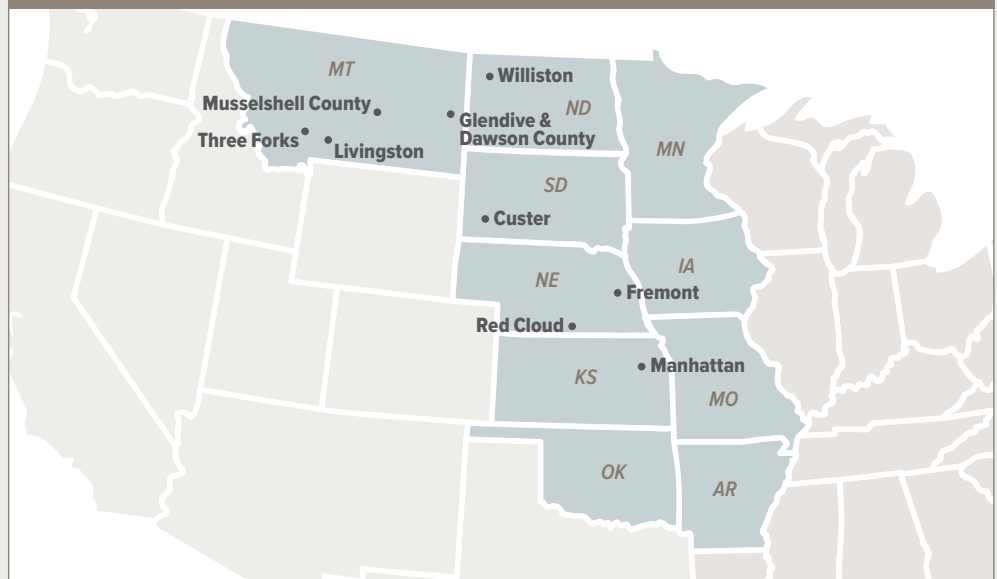 MT
Williston
Musselshell County
ND
Glendive &
Dawson County
Three Forks
Livingston
MN
SD
Custer
IA
NE
Fremont
Red Cloud
Manhattan
KS
MO
OK
AR